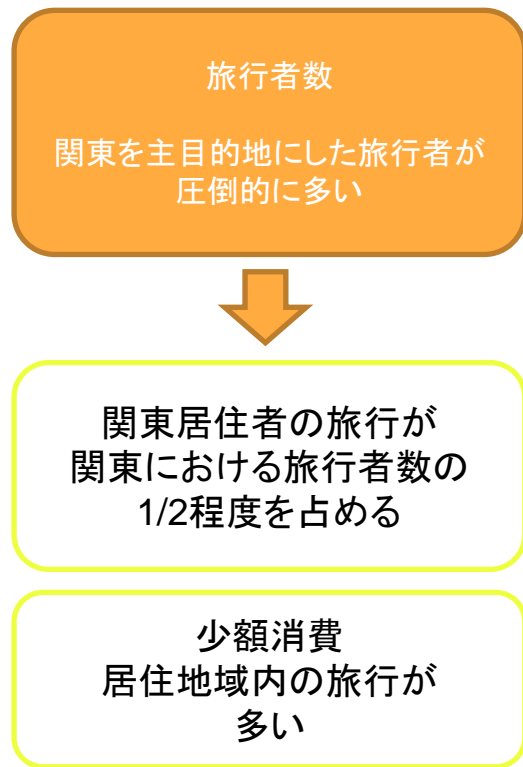 旅行者数
関東を主目的地にした旅行者が
圧倒的に多い
関東居住者の旅行が
関東における旅行者数の
1/2程度を占める
少額消費
居住地域内の旅行が
多い